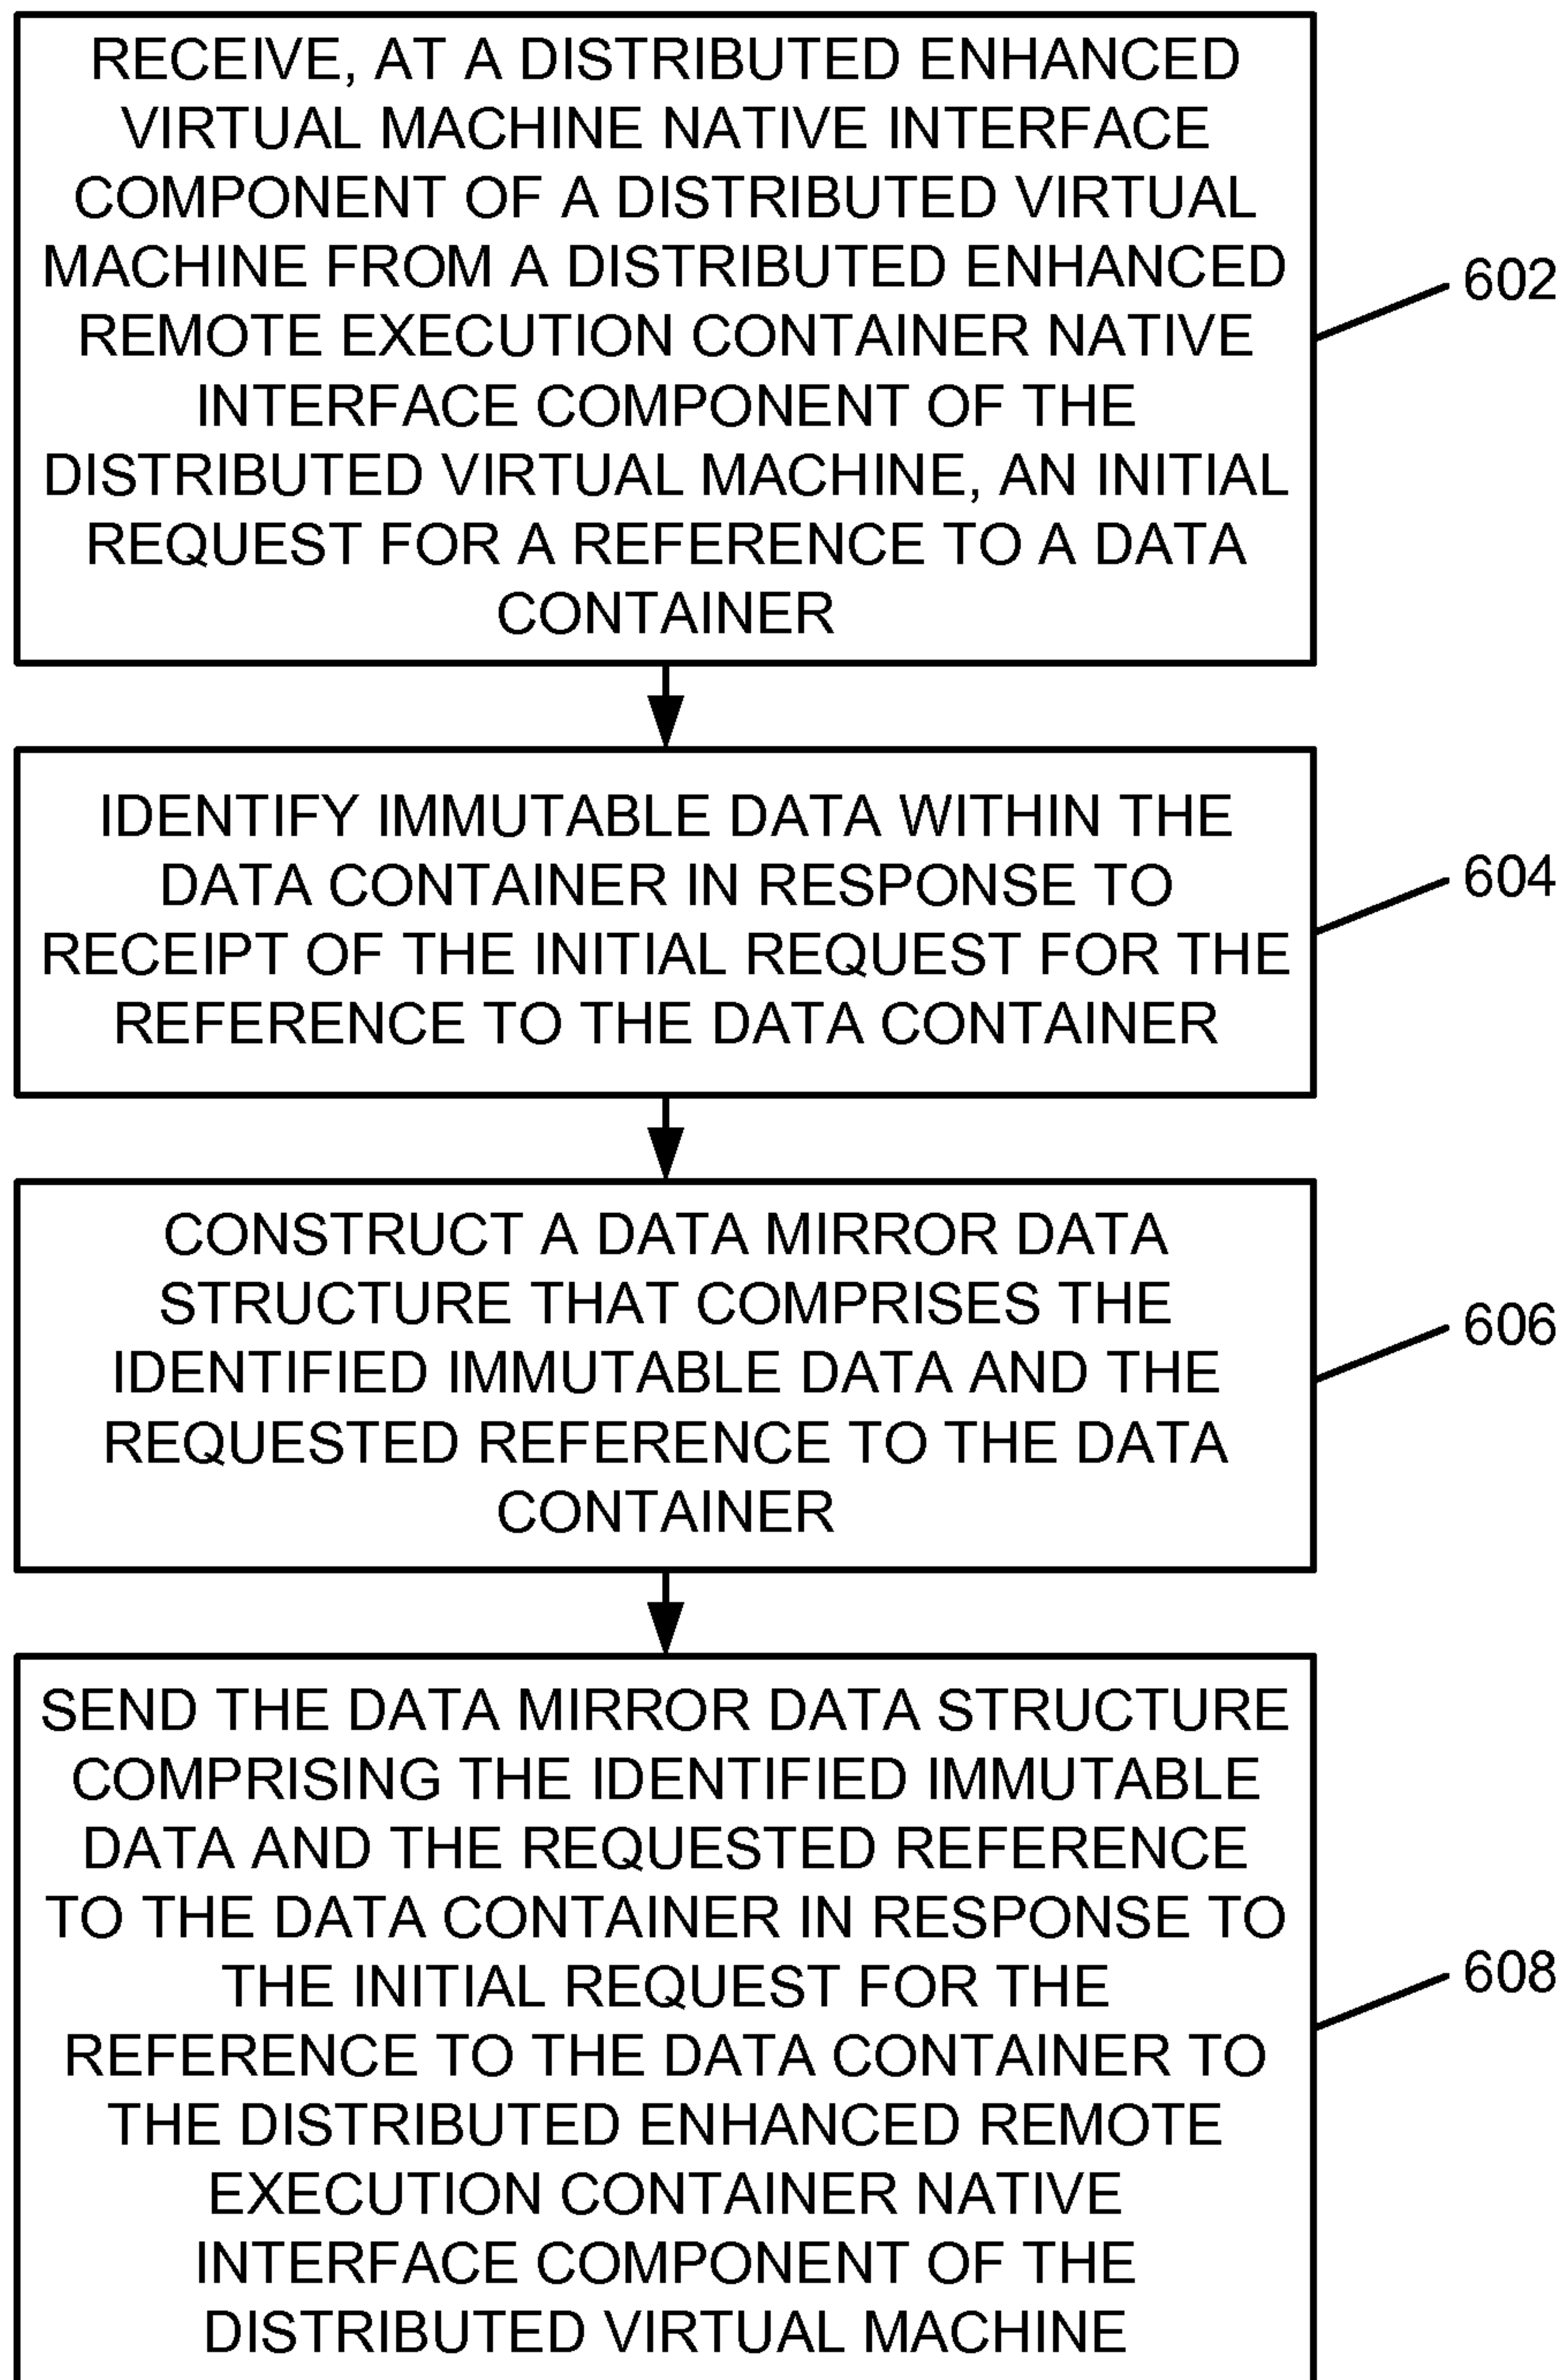 RECEIVE, AT A DISTRIBUTED ENHANCED
VIRTUAL MACHINE NATIVE INTERFACE
COMPONENT OF A DISTRIBUTED VIRTUAL
MACHINE FROM A DISTRIBUTED ENHANCED
REMOTE EXECUTION CONTAINER NATIVE
INTERFACE COMPONENT OF THE
DISTRIBUTED VIRTUAL MACHINE, AN INITIAL
REQUEST FOR A REFERENCE TO A DATA
CONTAINER
602
IDENTIFY IMMUTABLE DATA WITHIN THE
DATA CONTAINER IN RESPONSE TO
RECEIPT OF THE INITIAL REQUEST FOR THE
REFERENCE TO THE DATA CONTAINER
604
CONSTRUCT A DATA MIRROR DATA
STRUCTURE THAT COMPRISES THE
IDENTIFIED IMMUTABLE DATA AND THE
REQUESTED REFERENCE TO THE DATA
CONTAINER
606
SEND THE DATA MIRROR DATA STRUCTURE
COMPRISING THE IDENTIFIED IMMUTABLE
DATA AND THE REQUESTED REFERENCE
TO THE DATA CONTAINER IN RESPONSE TO
THE INITIAL REQUEST FOR THE
REFERENCE TO THE DATA CONTAINER TO
THE DISTRIBUTED ENHANCED REMOTE
EXECUTION CONTAINER NATIVE
INTERFACE COMPONENT OF THE
DISTRIBUTED VIRTUAL MACHINE
608